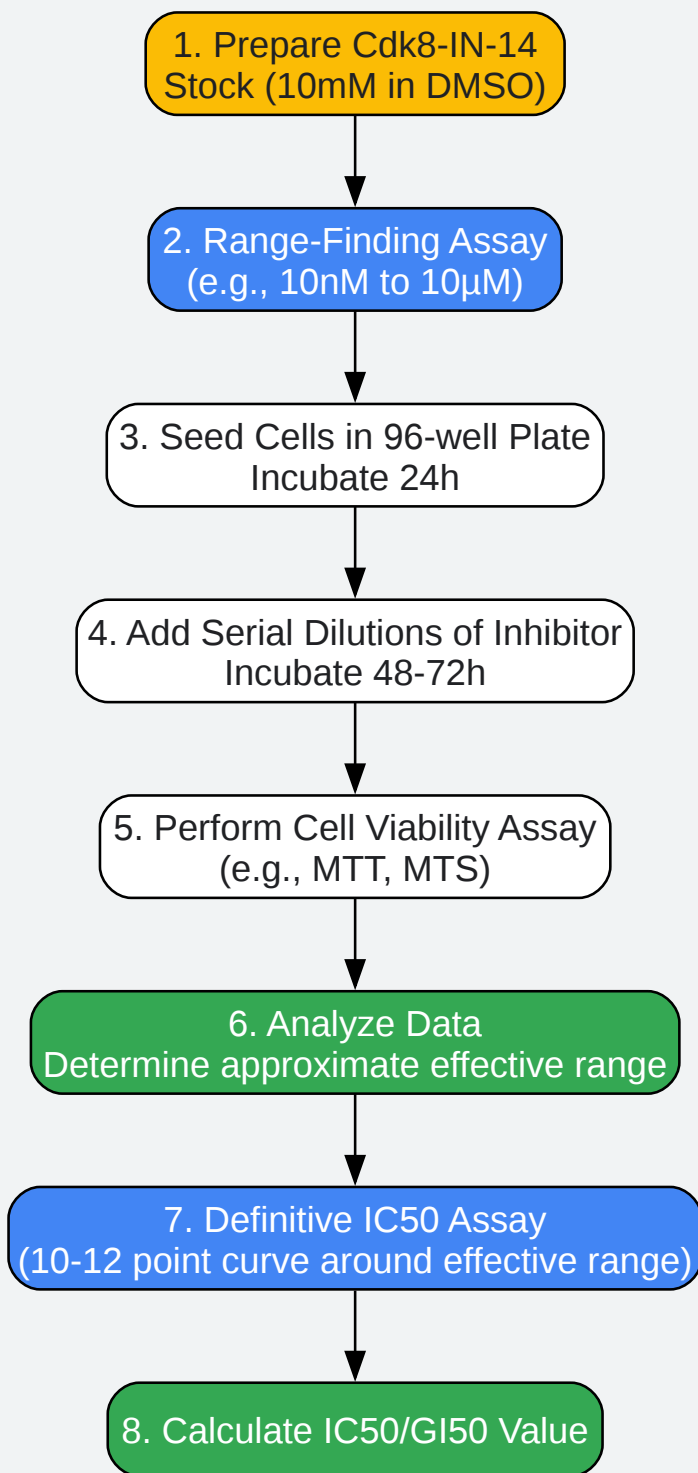 1. Prepare Cdk8-IN-14
Stock (10mM in DMSO)
2. Range-Finding Assay
(e.g., 10nM to 10µM)
3. Seed Cells in 96-well Plate
Incubate 24h
4. Add Serial Dilutions of Inhibitor
Incubate 48-72h
5. Perform Cell Viability Assay
(e.g., MTT, MTS)
6. Analyze Data
Determine approximate effective range
7. Definitive IC50 Assay
(10-12 point curve around effective range)
8. Calculate IC50/GI50 Value